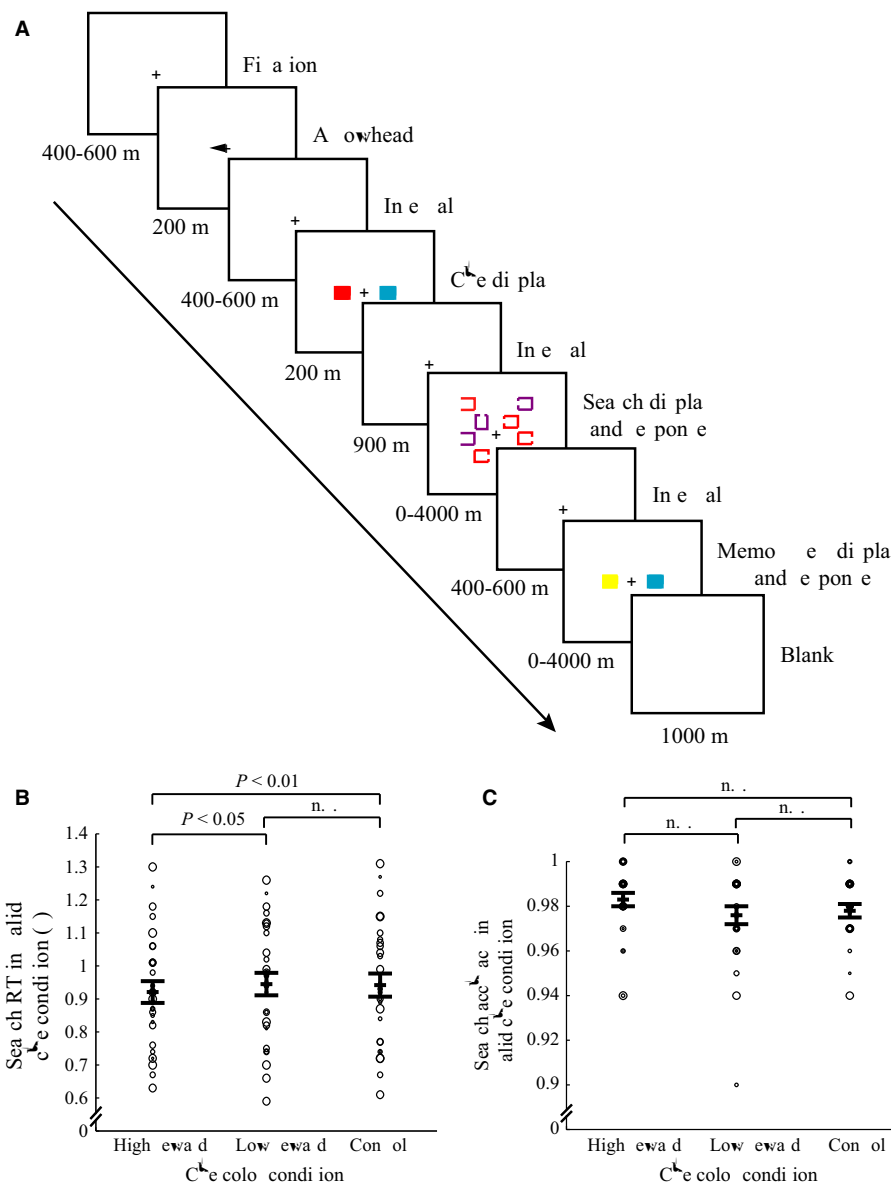 A
Fi a ion
400-600 m
A owhead
200 m
In e al
400-600 m
C e di pla
200 m
In e al
900 m
Sea ch di pla
and e pon e
0-4000 m
In e al
400-600 m
Memo e di pla
and e pon e
0-4000 m
Blank
1000 m
B
P < 0.01
P < 0.05
n. .
1.4
1.3
1.2
1.1
1
0.9
0.8
0.7
0.6
0
Sea ch RT in alid
c e condi ion ( )
High ewa d
Low ewa d
Con ol
C e colo condi ion
C
n. .
n. .
n. .
1
0.98
0.96
0.94
0.92
0.9
0
Sea ch acc ac in
alid c e condi ion
High ewa d
Low ewa d
Con ol
C e colo condi ion